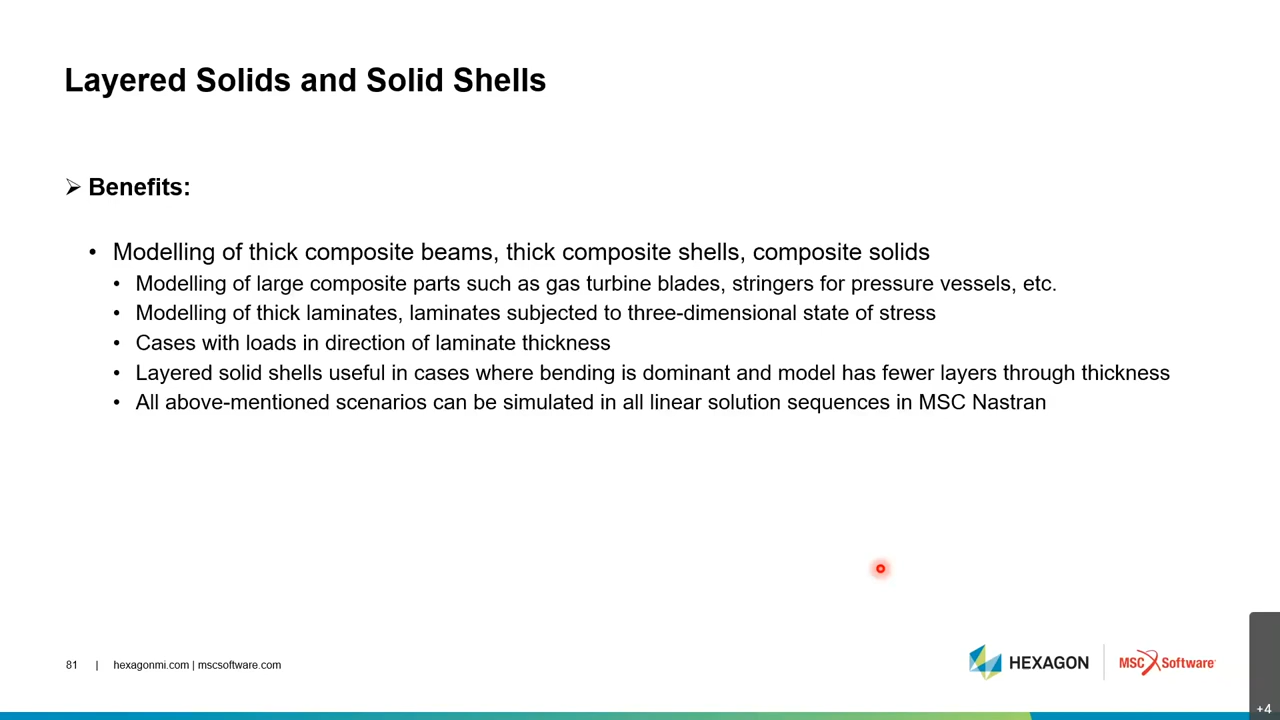 Layered Solids and Solid Shells
➢ Benefits:
• Modelling of thick composite beams, thick composite shells, composite solids
• Modelling of large composite parts such as gas turbine blades, stringers for pressure vessels, etc.
• Modelling of thick laminates, laminates subjected to three-dimensional state of stress
• Cases with loads in direction of laminate thickness
• Layered solid shells useful in cases where bending is dominant and model has fewer layers through thickness
• All above-mentioned scenarios can be simulated in all linear solution sequences in MSC Nastran
81 | hexagonmi.com | mscsoftware.com
HEXAGON | MSC Software
+4